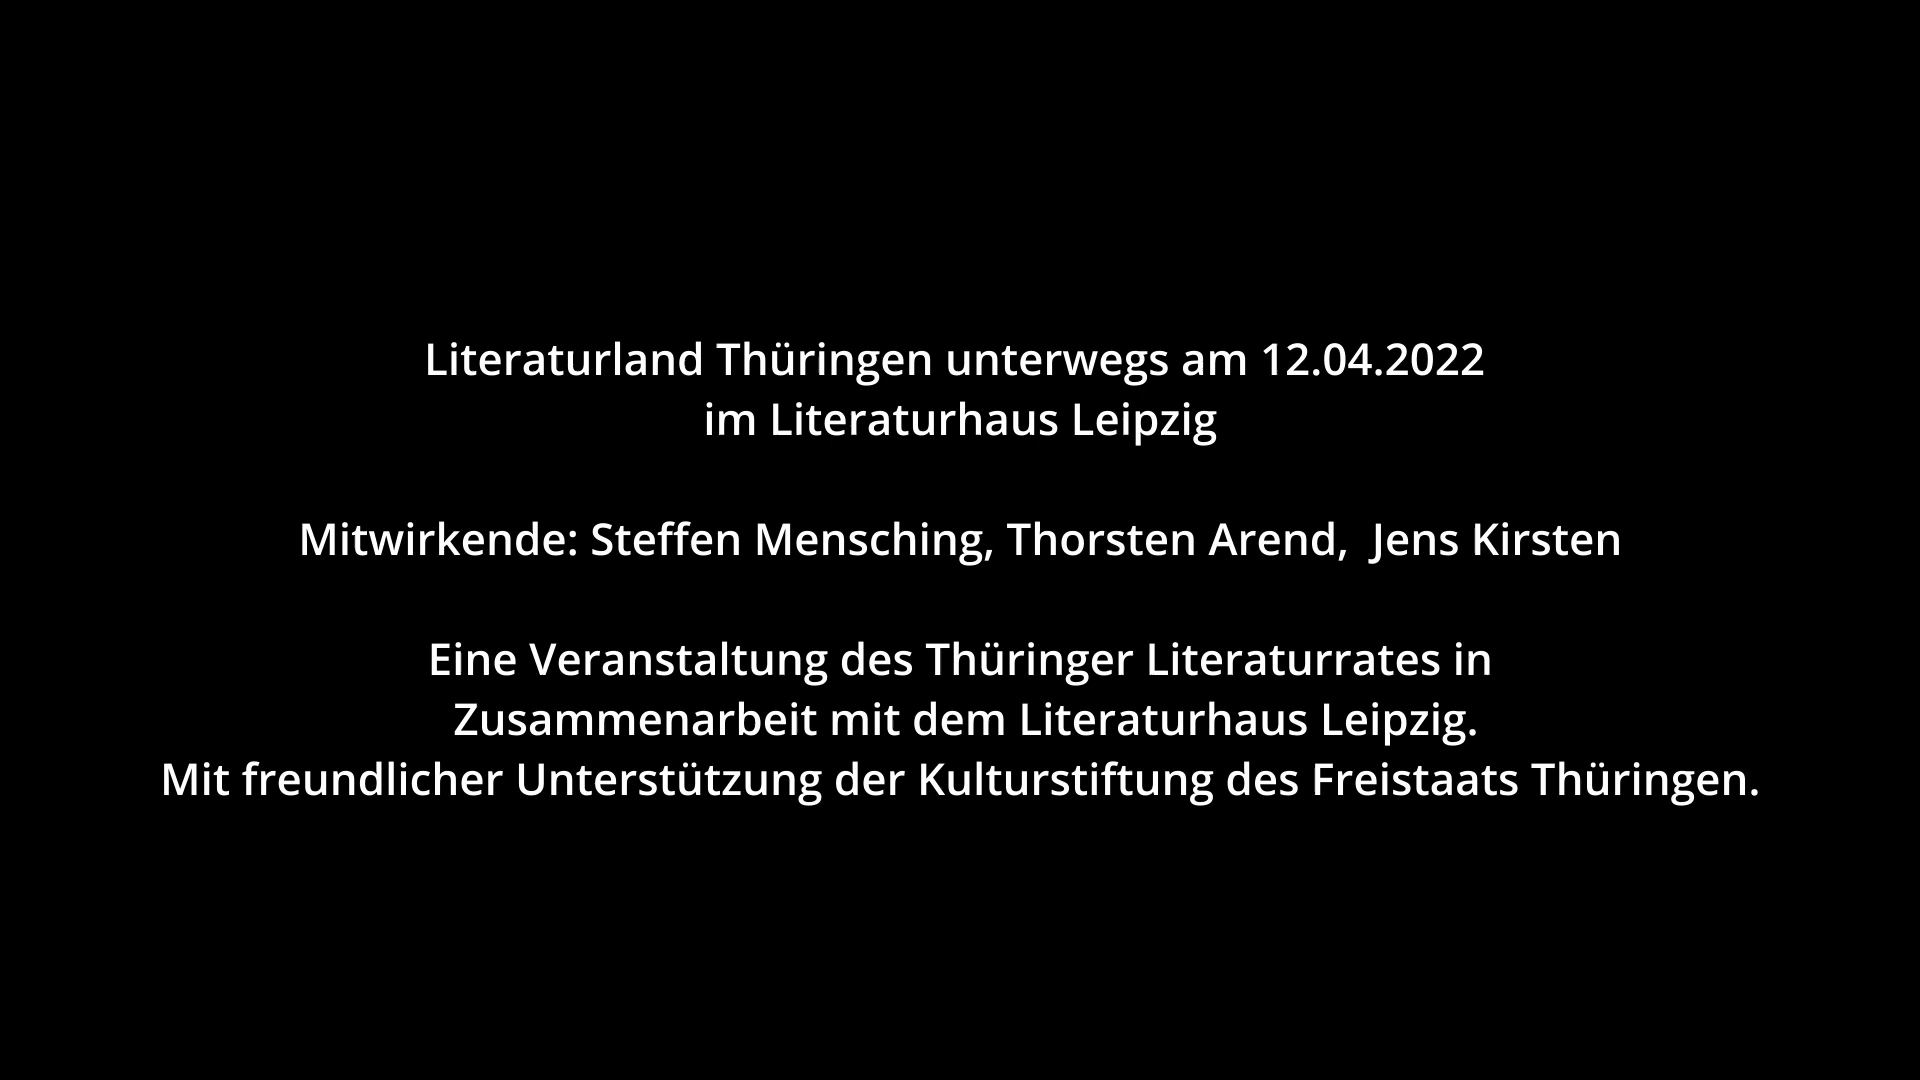 Literaturland Thüringen unterwegs am 12.04.2022
im Literaturhaus Leipzig
Mitwirkende: Steffen Mensching, Thorsten Arend,  Jens Kirsten
Eine Veranstaltung des Thüringer Literaturrates in
Zusammenarbeit mit dem Literaturhaus Leipzig.
Mit freundlicher Unterstützung der Kulturstiftung des Freistaats Thüringen.